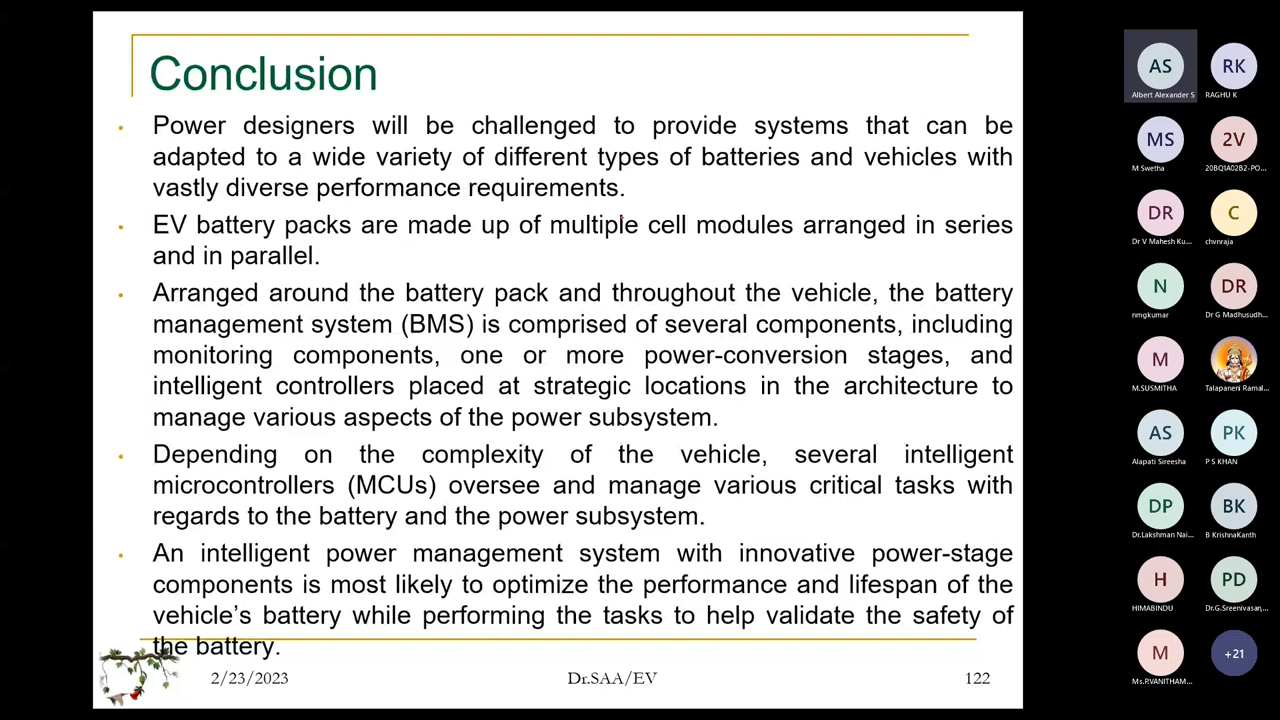 Conclusion
• Power designers will be challenged to provide systems that can be
adapted to a wide variety of different types of batteries and vehicles with
vastly diverse performance requirements.
• EV battery packs are made up of multiple cell modules arranged in series
and in parallel.
• Arranged around the battery pack and throughout the vehicle, the battery
management system (BMS) is comprised of several components, including
monitoring components, one or more power-conversion stages, and
intelligent controllers placed at strategic locations in the architecture to
manage various aspects of the power subsystem.
• Depending on the complexity of the vehicle, several intelligent
microcontrollers (MCUs) oversee and manage various critical tasks with
regards to the battery and the power subsystem.
• An intelligent power management system with innovative power-stage
components is most likely to optimize the performance and lifespan of the
vehicle's battery while performing the tasks to help validate the safety of
the battery.
2/23/2023 Dr.SAA/EV 122
AS RK
Albert Alexander S RAGHU K
MS 2V
M Swetha 20BQ1A02B2-PO...
DR C
Dr V Mahesh Ku... chvnraja
N DR
nmgkumar Dr G Madhusudh...
M
M.SUSMITHA Talapaneni Ramal...
AS PK
Alapati Sireesha P S KHAN
DP BK
Dr.Lakshman Nai... B KrishnaKanth
H PD
HIMABINDU Dr.G.Sreenivasan,...
M +21
Ms.P.VANITHAM...